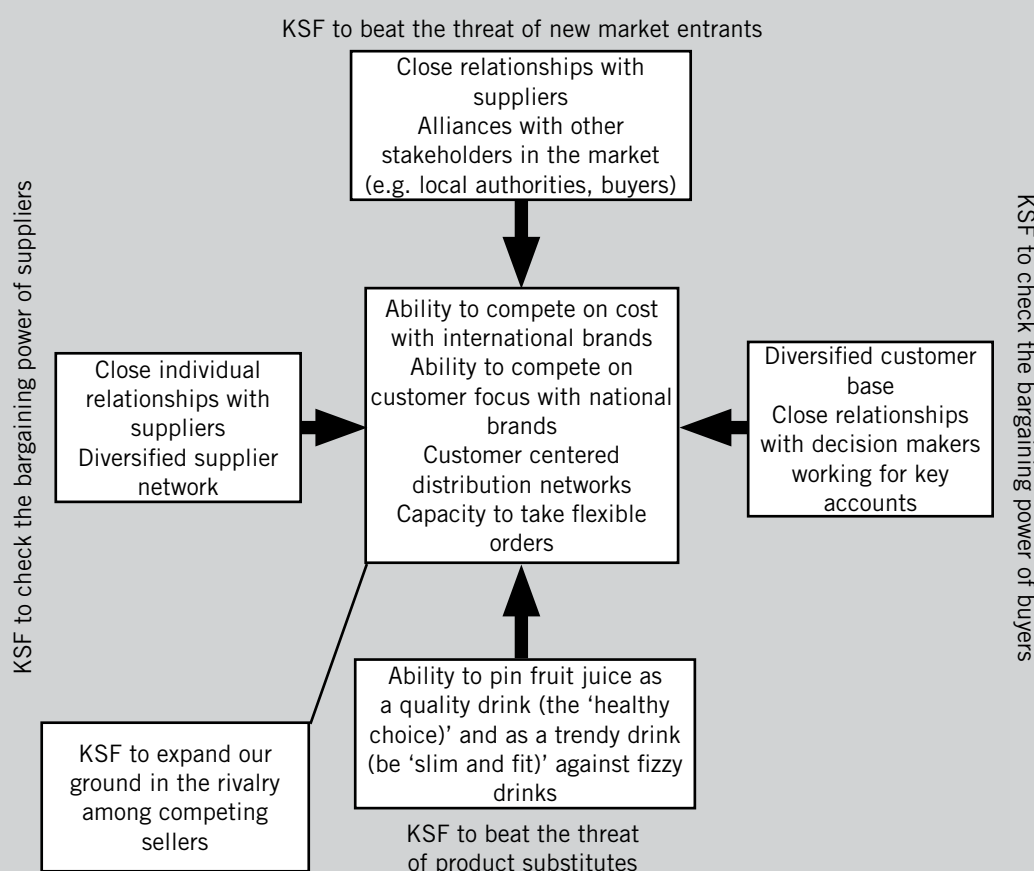 KSF to beat the threat of new market entrants
Close relationships with
suppliers
Alliances with other
stakeholders in the market
(e.g. local authorities, buyers)
KSF to check the bargaining power of suppliers
Close individual
relationships with
suppliers
Diversified supplier
network
Ability to compete on cost
with international brands
Ability to compete on
customer focus with national
brands
Customer centered
distribution networks
Capacity to take flexible
orders
Diversified customer
base
Close relationships
with decision makers
working for key
accounts
KSF to check the bargaining power of buyers
Ability to pin fruit juice as
a quality drink (the ‘healthy
choice)’ and as a trendy drink
(be ‘slim and fit)’ against fizzy
drinks
KSF to expand our
ground in the rivalry
among competing
sellers
KSF to beat the threat
of product substitutes